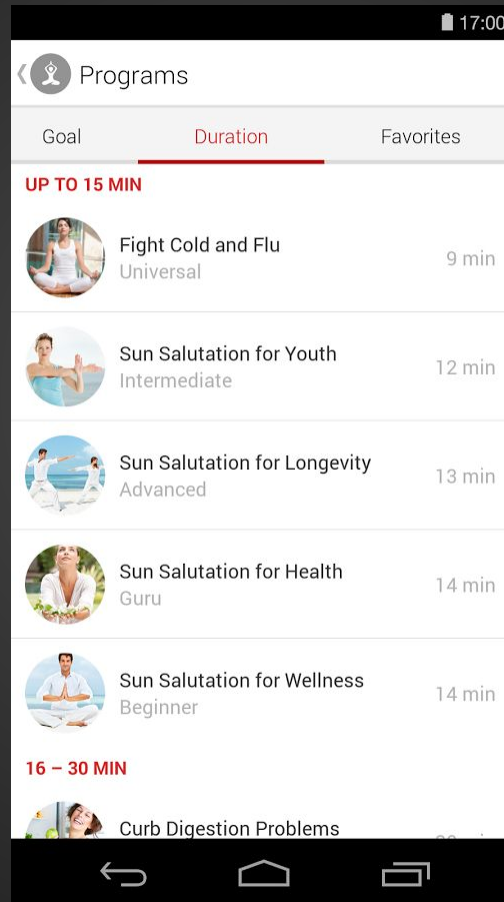 17:00
Programs
Goal Duration Favorites
UP TO 15 MIN
Fight Cold and Flu
Universal
9 min
Sun Salutation for Youth
Intermediate
12 min
Sun Salutation for Longevity
Advanced
13 min
Sun Salutation for Health
Guru
14 min
Sun Salutation for Wellness
Beginner
14 min
16 – 30 MIN
Curb Digestion Problems